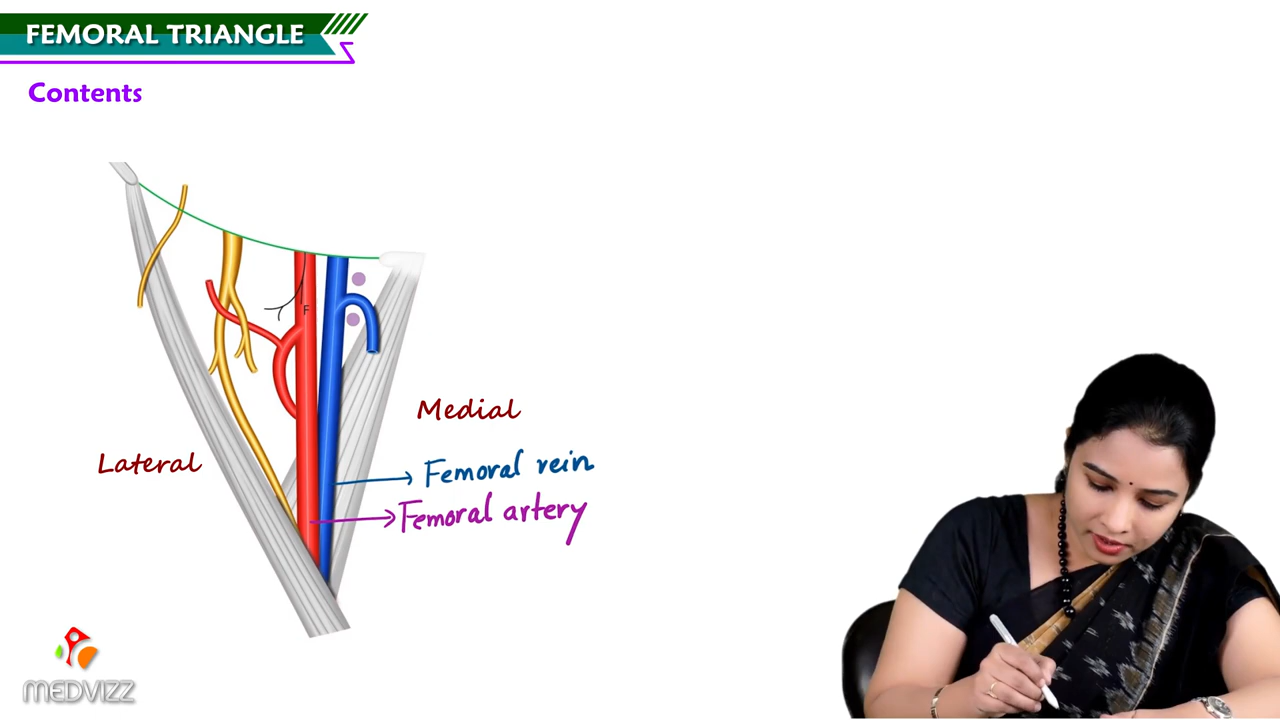 FEMORAL TRIANGLE
Contents
F
Medial
Lateral
Femoral vein
Femoral artery
MEDVIZZ